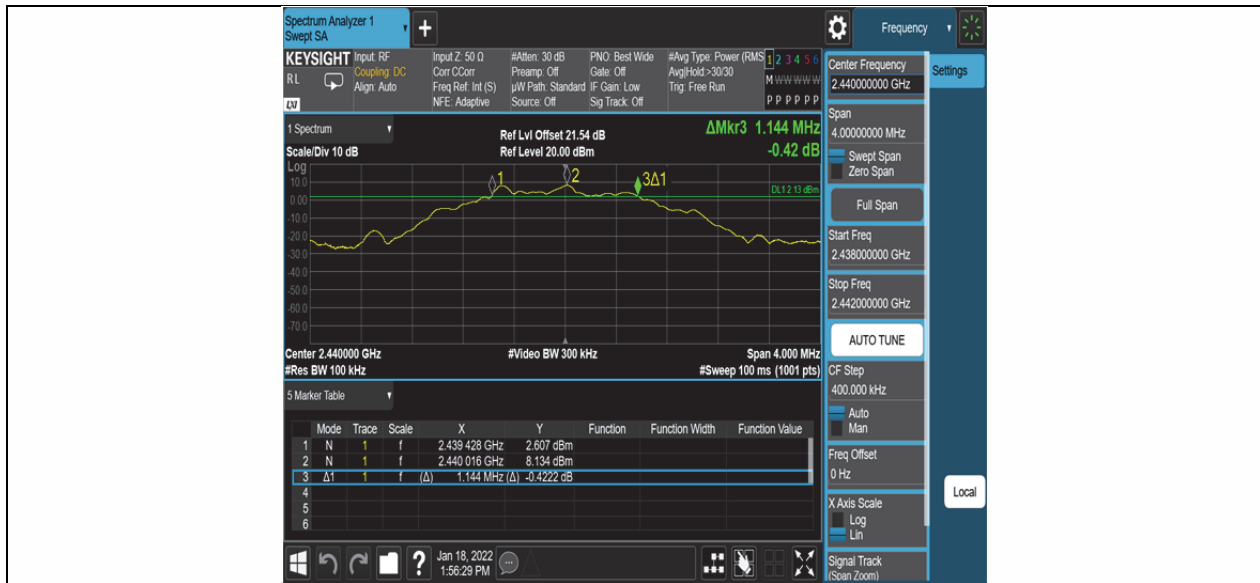 Spectrum Analyzer 1
Swept SA
+
Frequency
KEYSIGHT
RL
LXI
Input: RF
Coupling: DC
Align: Auto
Input Z: 50 Ω
Corr CCorr
Freq Ref: Int (S)
NFE: Adaptive
#Atten: 30 dB
Preamp: Off
µW Path: Standard
Source: Off
PNO: Best Wide
Gate: Off
IF Gain: Low
Sig Track: Off
#Avg Type: Power (RMS
Avg|Hold:>30/30
Trig: Free Run
1 2 3 4 5 6
M W W W W W
P P P P P P
1 Spectrum
Scale/Div 10 dB
Ref Lvl Offset 21.54 dB
Ref Level 20.00 dBm
ΔMkr3 1.144 MHz
-0.42 dB
Log
10.0
0.00
-10.0
-20.0
-30.0
-40.0
-50.0
-60.0
-70.0
1
2
3Δ1
DL1 2.13 dBm
Center 2.440000 GHz
#Video BW 300 kHz
Span 4.000 MHz
#Res BW 100 kHz
#Sweep 100 ms (1001 pts)
5 Marker Table
Mode Trace Scale X Y Function Function Width Function Value
1 N 1 f 2.439 428 GHz 2.607 dBm
2 N 1 f 2.440 016 GHz 8.134 dBm
3 Δ1 1 f (Δ) 1.144 MHz (Δ) -0.4222 dB
4
5
6
?
Jan 18, 2022
1:56:29 PM
Center Frequency
2.440000000 GHz
Settings
Span
4.00000000 MHz
Swept Span
Zero Span
Full Span
Start Freq
2.438000000 GHz
Stop Freq
2.442000000 GHz
AUTO TUNE
CF Step
400.000 kHz
Auto
Man
Freq Offset
0 Hz
Local
X Axis Scale
Log
Lin
Signal Track
(Span Zoom)